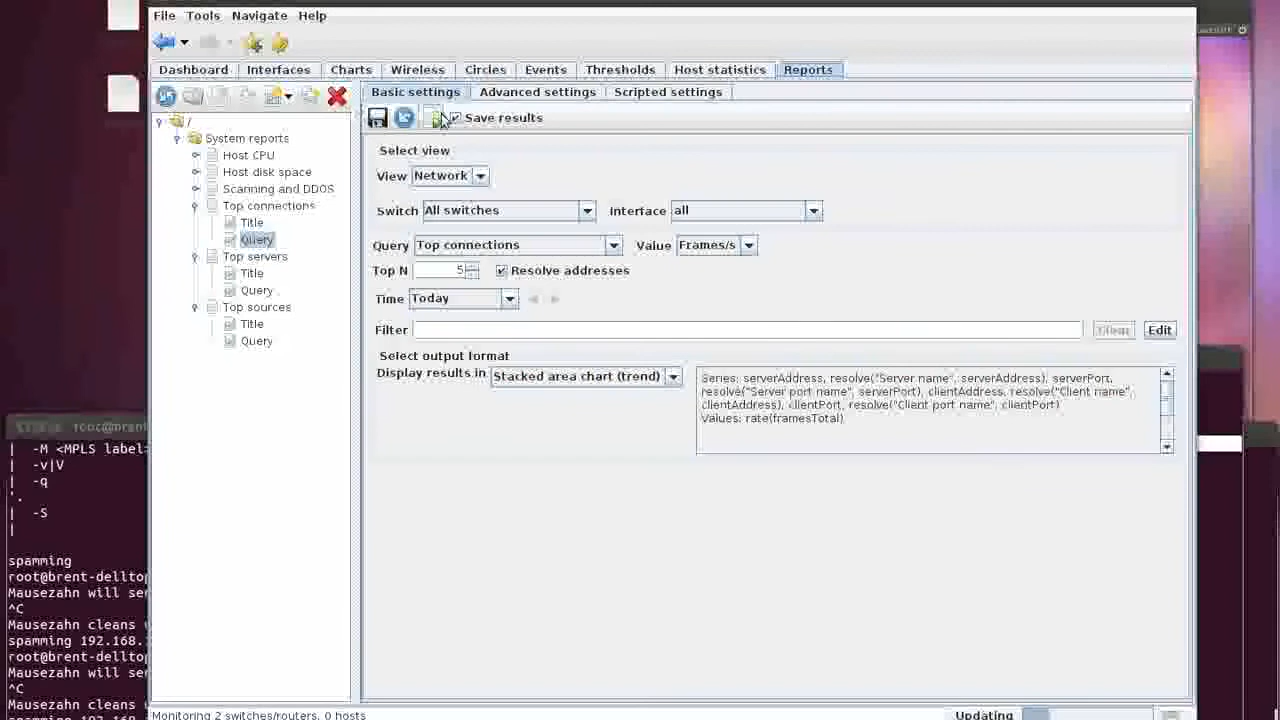 File Tools Navigate Help
Dashboard Interfaces Charts Wireless Circles Events Thresholds Host statistics Reports
Basic settings Advanced settings Scripted settings
Save results
/
System reports
Host CPU
Host disk space
Scanning and DDOS
Top connections
Title
Query
Top servers
Title
Query
Top sources
Title
Query
Select view
View Network
Switch All switches Interface all
Query Top connections Value Frames/s
Top N 5 Resolve addresses
Time Today
Filter Clear Edit
Select output format
Display results in Stacked area chart (trend)
Series: serverAddress, resolve("Server name", serverAddress), serverPort,
resolve("Server port name", serverPort), clientAddress, resolve("Client name",
clientAddress), clientPort, resolve("Client port name", clientPort)
Values: rate(framesTotal)
root@brent
| -M <MPLS label>
| -v|V
| -q
'.
| -S
|
spamming
root@brent-delltop
Mausezahn will se
^C
Mausezahn cleans
spamming 192.168.
root@brent-delltop
Mausezahn will se
^C
Mausezahn cleans
spamming 192.168
Monitoring 2 switches/routers, 0 hosts Updating